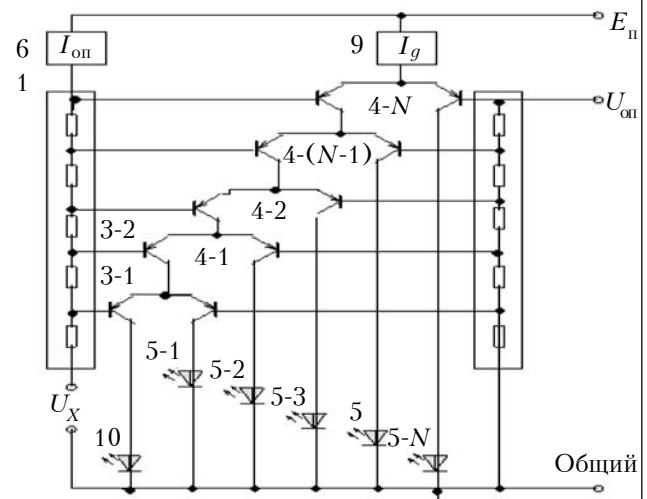 E_п
6 I_оп 9 I_g
1
4-N U_оп
4-(N-1)
4-2
3-2
4-1
3-1
5-1
5-2
5-3 5
U_X
10 5-N
Общий